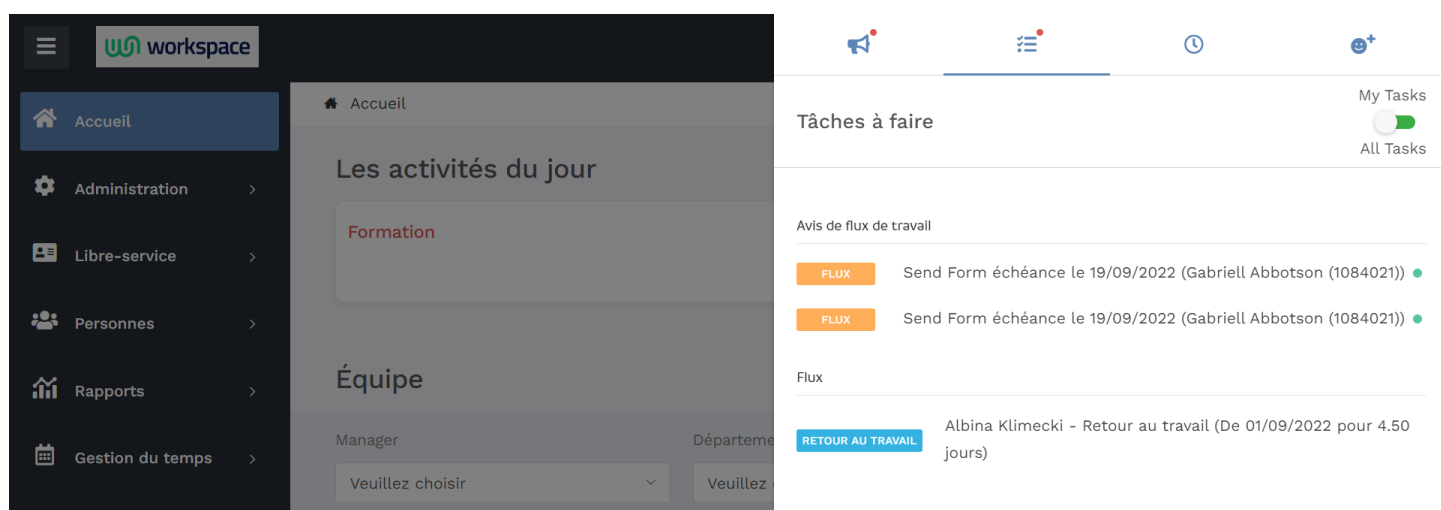 workspace
Accueil
Administration
Libre-service
Personnes
Rapports
Gestion du temps
Accueil
Les activités du jour
Formation
Équipe
Manager
Départeme
Veuillez choisir
Veuillez
My Tasks
Tâches à faire
All Tasks
Avis de flux de travail
FLUX Send Form échéance le 19/09/2022 (Gabriell Abbotson (1084021))
FLUX Send Form échéance le 19/09/2022 (Gabriell Abbotson (1084021))
Flux
RETOUR AU TRAVAIL Albina Klimecki - Retour au travail (De 01/09/2022 pour 4.50
jours)